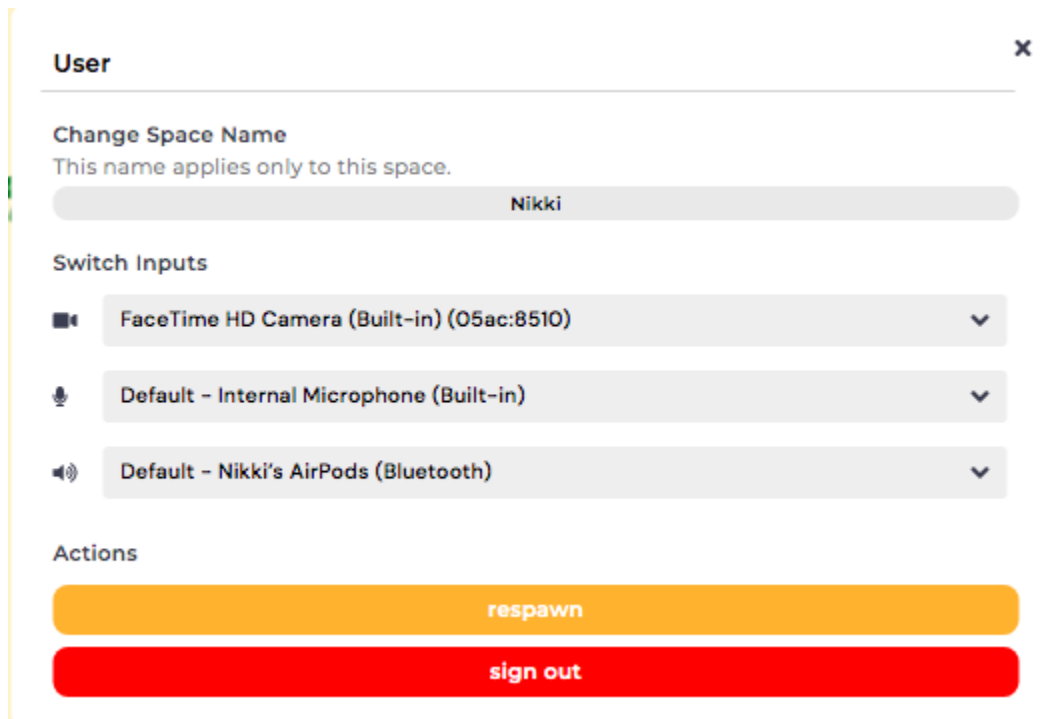 User
Change Space Name
This name applies only to this space.
Nikki
Switch Inputs
FaceTime HD Camera (Built-in) (05ac:8510)
Default - Internal Microphone (Built-in)
Default - Nikki's AirPods (Bluetooth)
Actions
respawn
sign out